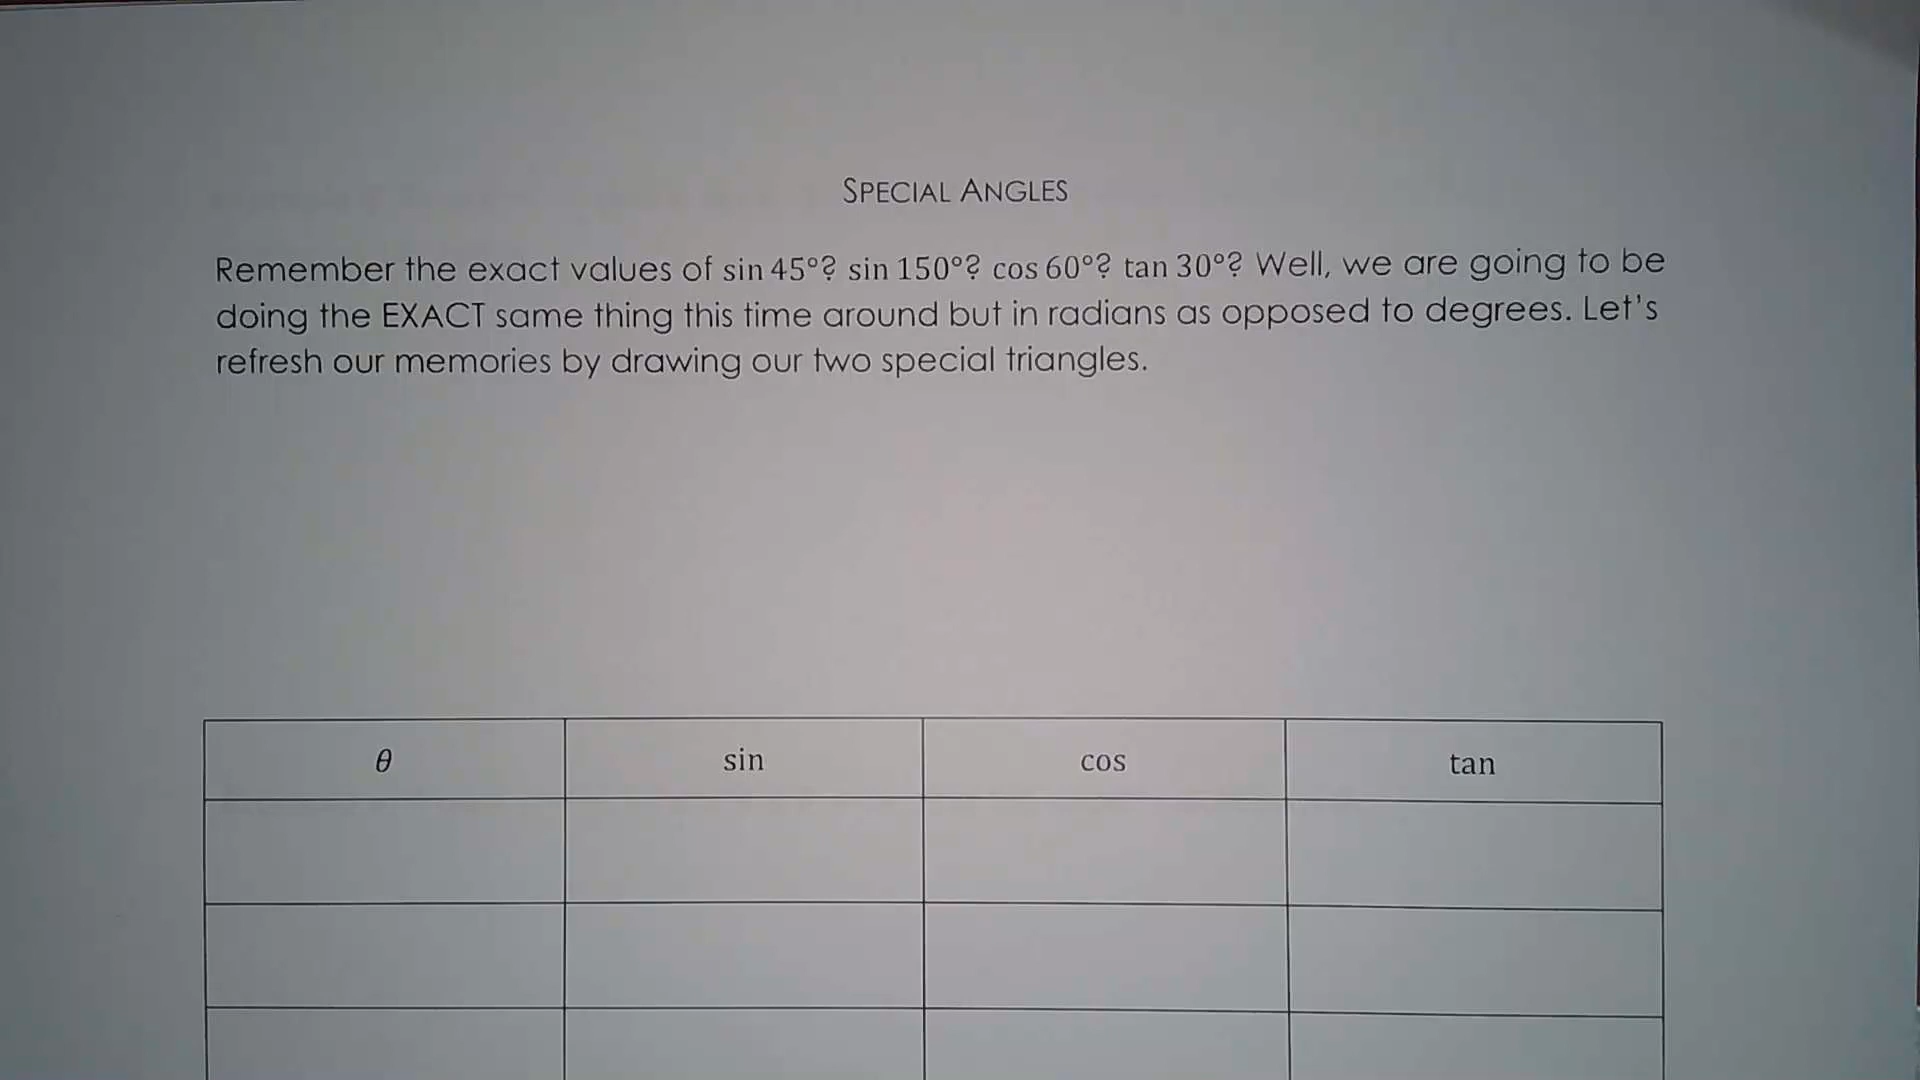 SPECIAL ANGLES
Remember the exact values of sin 45°? sin 150°? cos 60°? tan 30°? Well, we are going to be
doing the EXACT same thing this time around but in radians as opposed to degrees. Let's
refresh our memories by drawing our two special triangles.
θ sin cos tan